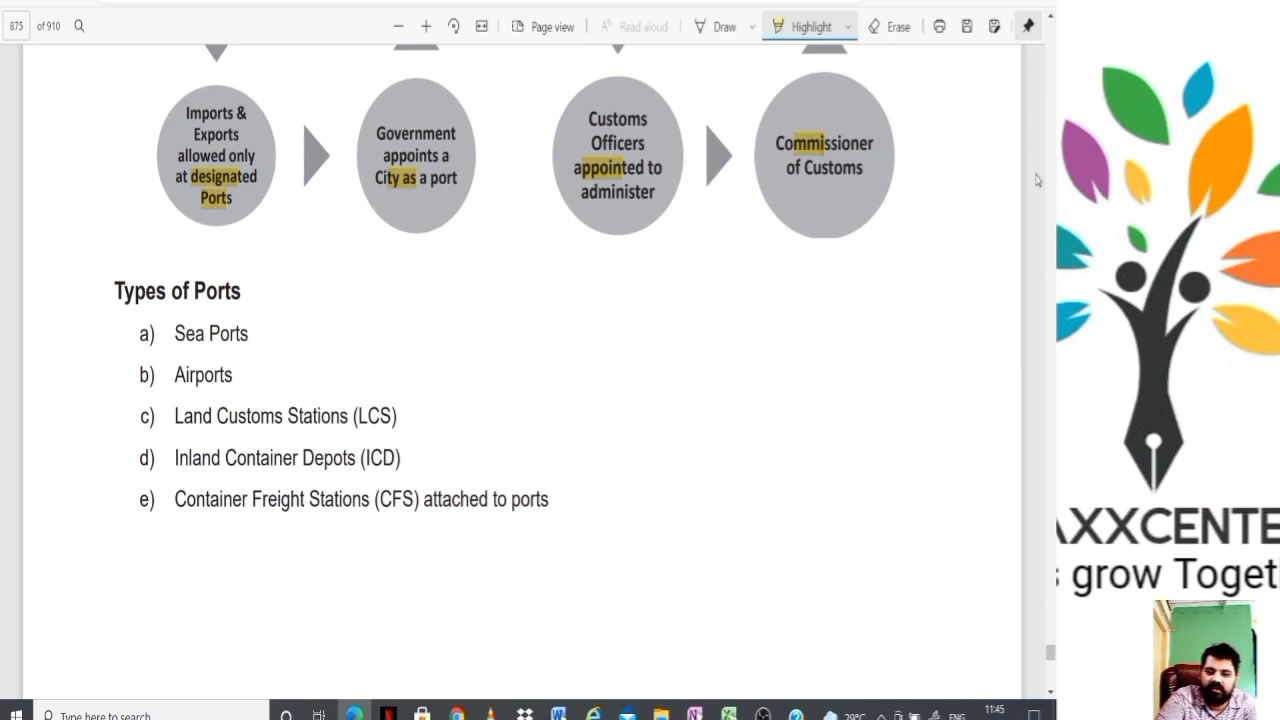 875 of 910
Page view
Read aloud
Draw
Highlight
Erase
Imports &
Exports
allowed only
at designated
Ports
Government
appoints a
City as a port
Customs
Officers
appointed to
administer
Commissioner
of Customs
Types of Ports
a) Sea Ports
b) Airports
c) Land Customs Stations (LCS)
d) Inland Container Depots (ICD)
e) Container Freight Stations (CFS) attached to ports
AXXCENTE
s grow Togeth
Type here to search
29°C
ENG
11:45